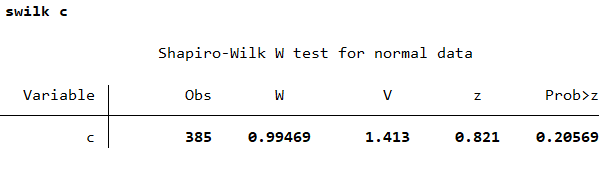 swilk c
Shapiro-Wilk W test for normal data
Variable Obs W V z Prob>z
c 385 0.99469 1.413 0.821 0.20569